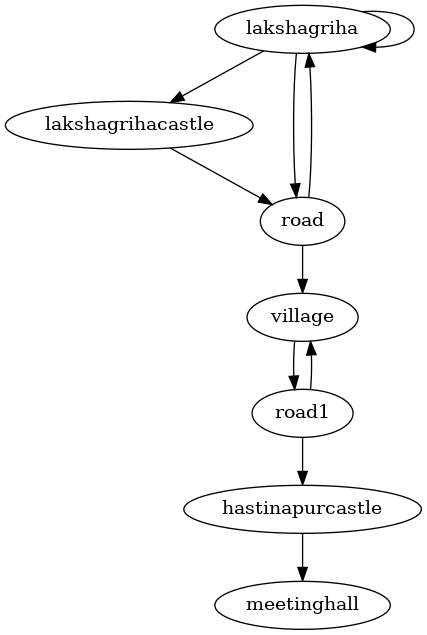 lakshagriha
lakshagrihacastle
road
village
road1
hastinapurcastle
meetinghall